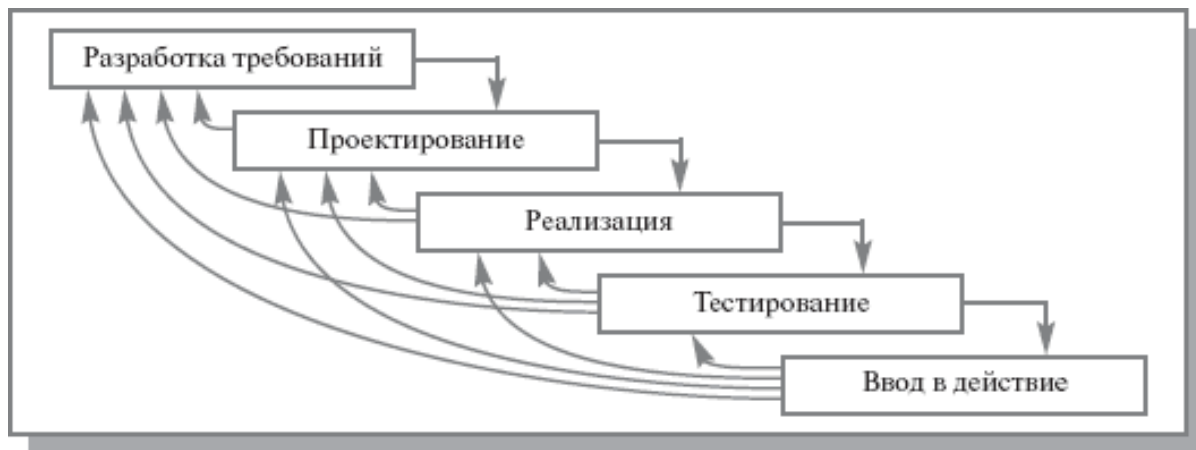 Разработка требований
Проектирование
Реализация
Тестирование
Ввод в действие